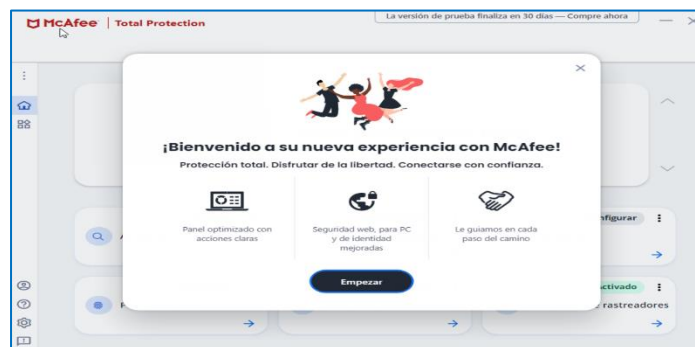 McAfee | Total Protection
La versión de prueba finaliza en 30 días — Compre ahora
¡Bienvenido a su nueva experiencia con McAfee!
Protección total. Disfrutar de la libertad. Conectarse con confianza.
Panel optimizado con
acciones claras
Seguridad web, para PC
y de identidad
mejoradas
Le guiamos en cada
paso del camino
Empezar
nfigurar
ctivado
rastreadores